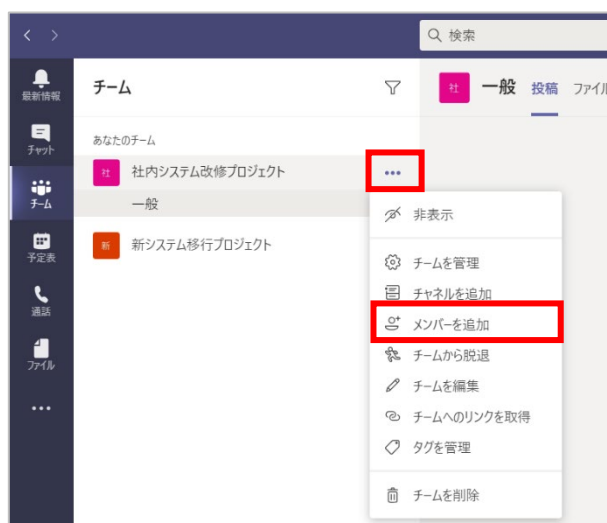 検索
最新情報
チャット
チーム
予定表
通話
ファイル
チーム
あなたのチーム
社 社内システム改修プロジェクト
一般
新 新システム移行プロジェクト
社 一般 投稿 ファイル
非表示
チームを管理
チャネルを追加
メンバーを追加
チームから脱退
チームを編集
チームへのリンクを取得
タグを管理
チームを削除